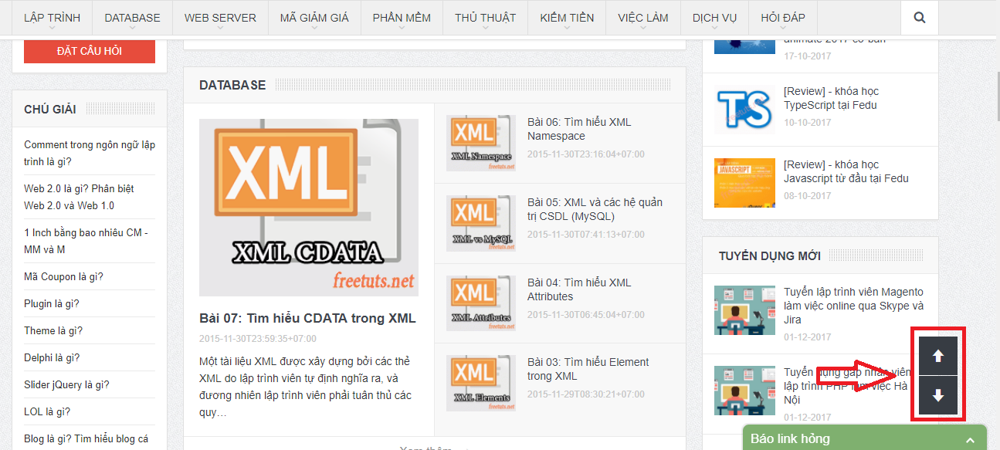 LẬP TRÌNH
DATABASE
WEB SERVER
MÃ GIẢM GIÁ
PHẦN MỀM
THỦ THUẬT
KIẾM TIỀN
VIỆC LÀM
DỊCH VỤ
HỎI ĐÁP
ĐẶT CÂU HỎI
CHÚ GIẢI
Comment trong ngôn ngữ lập
trình là gì?
Web 2.0 là gì? Phân biệt
Web 2.0 và Web 1.0
1 Inch bằng bao nhiêu CM -
MM và M
Mã Coupon là gì?
Plugin là gì?
Theme là gì?
Delphi là gì?
Slider jQuery là gì?
LOL là gì?
Blog là gì? Tìm hiểu blog cá
DATABASE
XML
XML CDATA
freetuts.net
Bài 07: Tìm hiểu CDATA trong XML
2015-11-30T23:59:35+07:00
Một tài liệu XML được xây dựng bởi các thẻ
XML do lập trình viên tự định nghĩa ra, và
đương nhiên lập trình viên phải tuân thủ các
quy…
XML
XML Namespace
freetuts.net
Bài 06: Tìm hiểu XML
Namespace
2015-11-30T23:16:04+07:00
XML
XML vs MySQL
freetuts.net
Bài 05: XML và các hệ quản
trị CSDL (MySQL)
2015-11-30T07:41:13+07:00
XML
XML Attributes
freetuts.net
Bài 04: Tìm hiểu XML
Attributes
2015-11-30T06:45:04+07:00
XML
XML Elements
freetuts.net
Bài 03: Tìm hiểu Element
trong XML
2015-11-29T08:30:21+07:00
Xem thêm
animate 2017 cơ bản
17-10-2017
TS
[Review] - khóa học
TypeScript tại Fedu
10-10-2017
JAVASCRIPT
[Review] - khóa học
Javascript từ đầu tại Fedu
08-10-2017
TUYỂN DỤNG MỚI
Tuyển lập trình viên Magento
làm việc online qua Skype và
Jira
01-12-2017
Tuyển dụng gấp nhân viên
lập trình PHP làm việc Hà
Nội
01-12-2017
Báo link hỏng